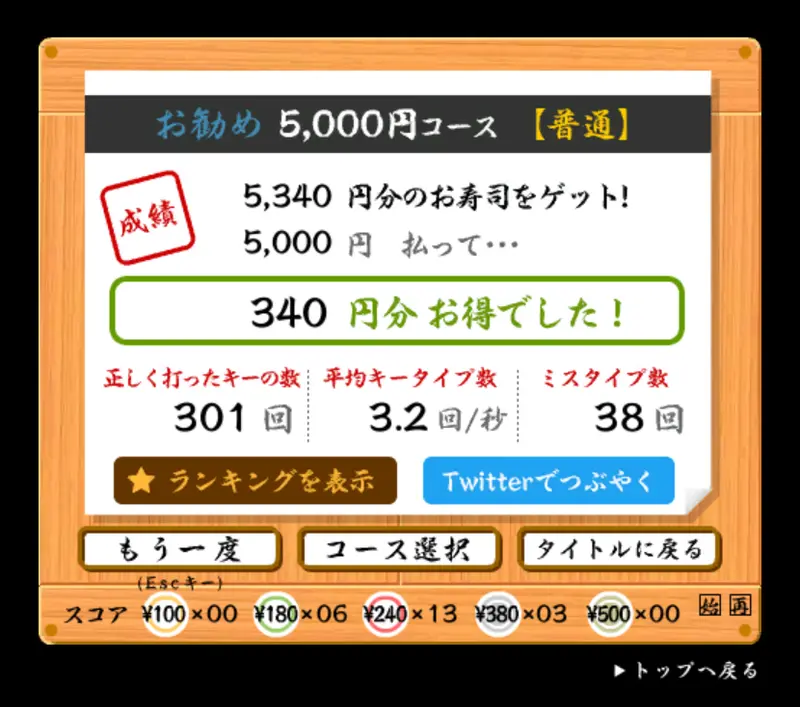 お勧め 5,000円コース 【普通】
成績
5,340 円分のお寿司をゲット!
5,000 円 払って・・・
340 円分 お得でした！
正しく打ったキーの数 平均キータイプ数 ミスタイプ数
301 回 3.2 回/秒 38 回
★ ランキングを表示 Twitterでつぶやく
もう一度 コース選択 タイトルに戻る
(Escキー)
スコア ¥100×00 ¥180×06 ¥240×13 ¥380×03 ¥500×00 始 再
▶トップへ戻る